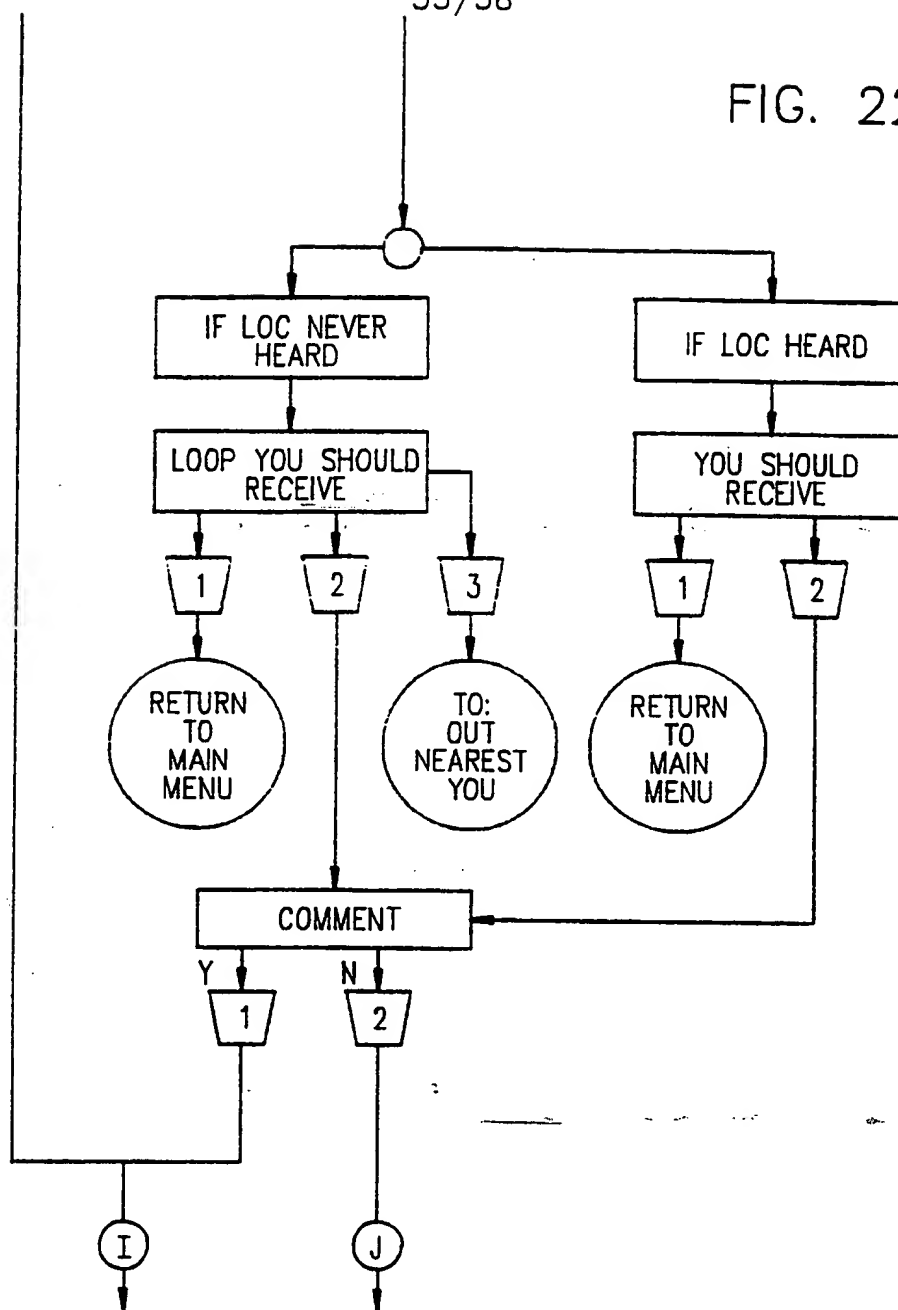 FIG. 22
IF LOC NEVER
HEARD
IF LOC HEARD
LOOP YOU SHOULD
RECEIVE
YOU SHOULD
RECEIVE
1
2
3
1
2
RETURN
TO
MAIN
MENU
TO:
OUT
NEAREST
YOU
RETURN
TO
MAIN
MENU
COMMENT
Y
N
1
2
I
J